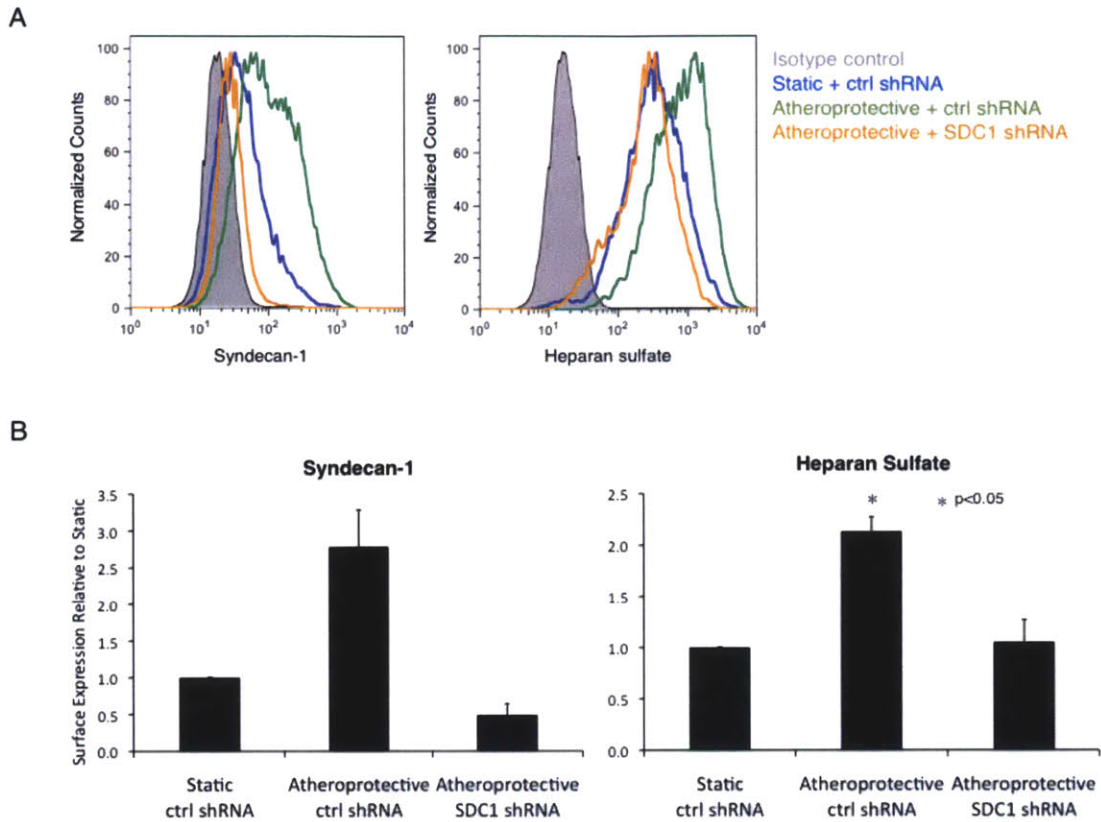 A
Normalized Counts
100
80
60
40
20
0
10⁰ 10¹ 10² 10³ 10⁴
Syndecan-1
Normalized Counts
100
80
60
40
20
0
10⁰ 10¹ 10² 10³ 10⁴
Heparan sulfate
Isotype control
Static + ctrl shRNA
Atheroprotective + ctrl shRNA
Atheroprotective + SDC1 shRNA
B
Syndecan-1
Surface Expression Relative to Static
3.5
3.0
2.5
2.0
1.5
1.0
0.5
0.0
Static
ctrl shRNA
Atheroprotective
ctrl shRNA
Atheroprotective
SDC1 shRNA
Heparan Sulfate
* * p<0.05
2.5
2.0
1.5
1.0
0.5
0.0
Static
ctrl shRNA
Atheroprotective
ctrl shRNA
Atheroprotective
SDC1 shRNA